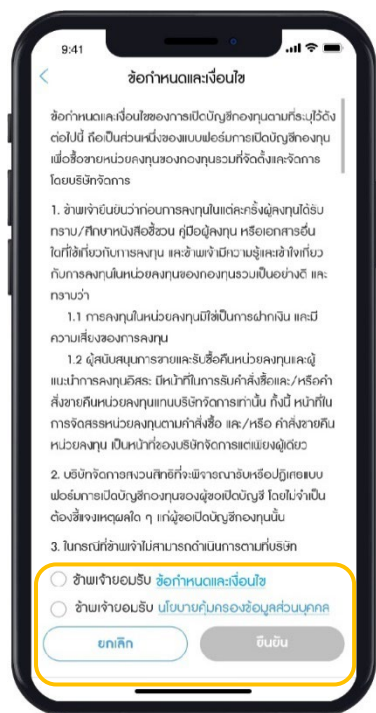 9:41
ข้อกำหนดและเงื่อนไข
ข้อกำหนดและเงื่อนไขของการเปิดบัญชีกองทุนตามที่ระบุไว้ดัง
ต่อไปนี้ ถือเป็นส่วนหนึ่งของแบบฟอร์มการเปิดบัญชีกองทุน
เพื่อซื้อขายหน่วยลงทุนของกองทุนรวมที่จัดตั้งและจัดการ
โดยบริษัทจัดการ
1. ข้าพเจ้ายืนยันว่าก่อนการลงทุนในแต่ละครั้งผู้ลงทุนได้รับ
ทราบ/ศึกษาหนังสือชี้ชวน คู่มือผู้ลงทุน หรือเอกสารอื่น
ใดที่ใช้เกี่ยวกับการลงทุน และข้าพเจ้ามีความรู้และเข้าใจเกี่ยว
กับการลงทุนในหน่วยลงทุนของกองทุนรวมเป็นอย่างดี และ
ทราบว่า
1.1 การลงทุนในหน่วยลงทุนมิใช่เป็นการฝากเงิน และมี
ความเสี่ยงของการลงทุน
1.2 ผู้สนับสนุนการขายและรับซื้อคืนหน่วยลงทุนและผู้
แนะนำการลงทุนอิสระ มีหน้าที่ในการรับคำสั่งซื้อและ/หรือคำ
สั่งขายคืนหน่วยลงทุนแทนบริษัทจัดการเท่านั้น ทั้งนี้ หน้าที่ใน
การจัดสรรหน่วยลงทุนตามคำสั่งซื้อ และ/หรือ คำสั่งขายคืน
หน่วยลงทุน เป็นหน้าที่ของบริษัทจัดการแต่เพียงผู้เดียว
2. บริษัทจัดการสงวนสิทธิที่จะพิจารณารับหรือปฏิเสธแบบ
ฟอร์มการเปิดบัญชีกองทุนของผู้ขอเปิดบัญชี โดยไม่จำเป็น
ต้องชี้แจงเหตุผลใด ๆ แก่ผู้ขอเปิดบัญชีกองทุนนั้น
3. ในกรณีที่ข้าพเจ้าไม่สามารถดำเนินการตามที่บริษัท
ข้าพเจ้ายอมรับ ข้อกำหนดและเงื่อนไข
ข้าพเจ้ายอมรับ นโยบายคุ้มครองข้อมูลส่วนบุคคล
ยกเลิก ยืนยัน